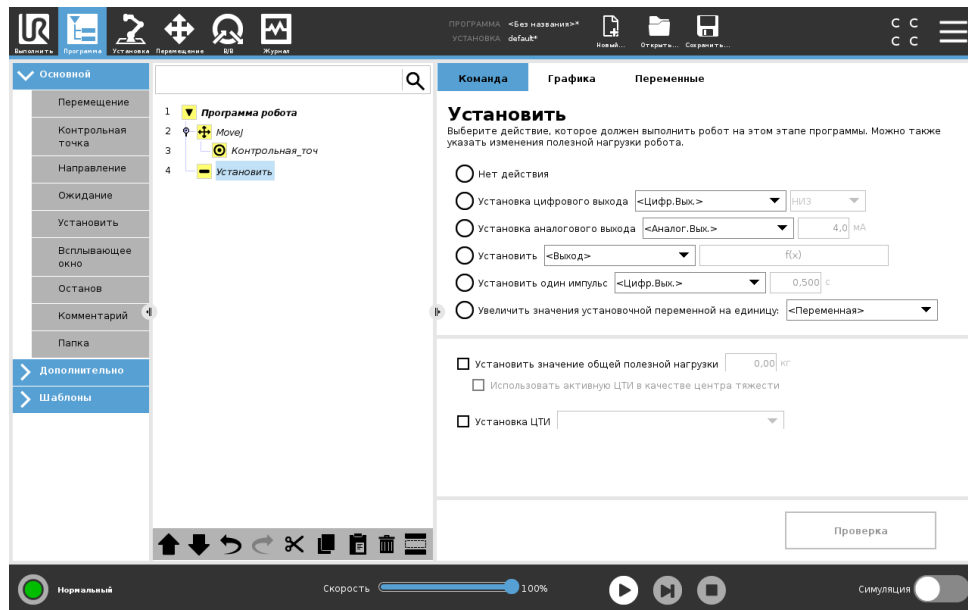 ПРОГРАММА <Без названия>*
УСТАНОВКА default*
Выполнить Программа Установка Перемещение В/В Журнал
Новый... Открыть... Сохранить...
C C
C C
Основной
Перемещение
Контрольная
точка
Направление
Ожидание
Установить
Всплывающее
окно
Останов
Комментарий
Папка
Дополнительно
Шаблоны
1 Программа робота
2 MoveJ
3 Контрольная_точ
4 Установить
Команда Графика Переменные
Установить
Выберите действие, которое должен выполнить робот на этом этапе программы. Можно также
указать изменения полезной нагрузки робота.
Нет действия
Установка цифрового выхода <Цифр.Вых.> НИЗ
Установка аналогового выхода <Аналог.Вых.> 4,0 мА
Установить <Выход> f(x)
Установить один импульс <Цифр.Вых.> 0,500 с
Увеличить значения установочной переменной на единицу: <Переменная>
Установить значение общей полезной нагрузки 0,00 кг
Использовать активную ЦТИ в качестве центра тяжести
Установка ЦТИ
Проверка
Нормальный Скорость 100% Симуляция